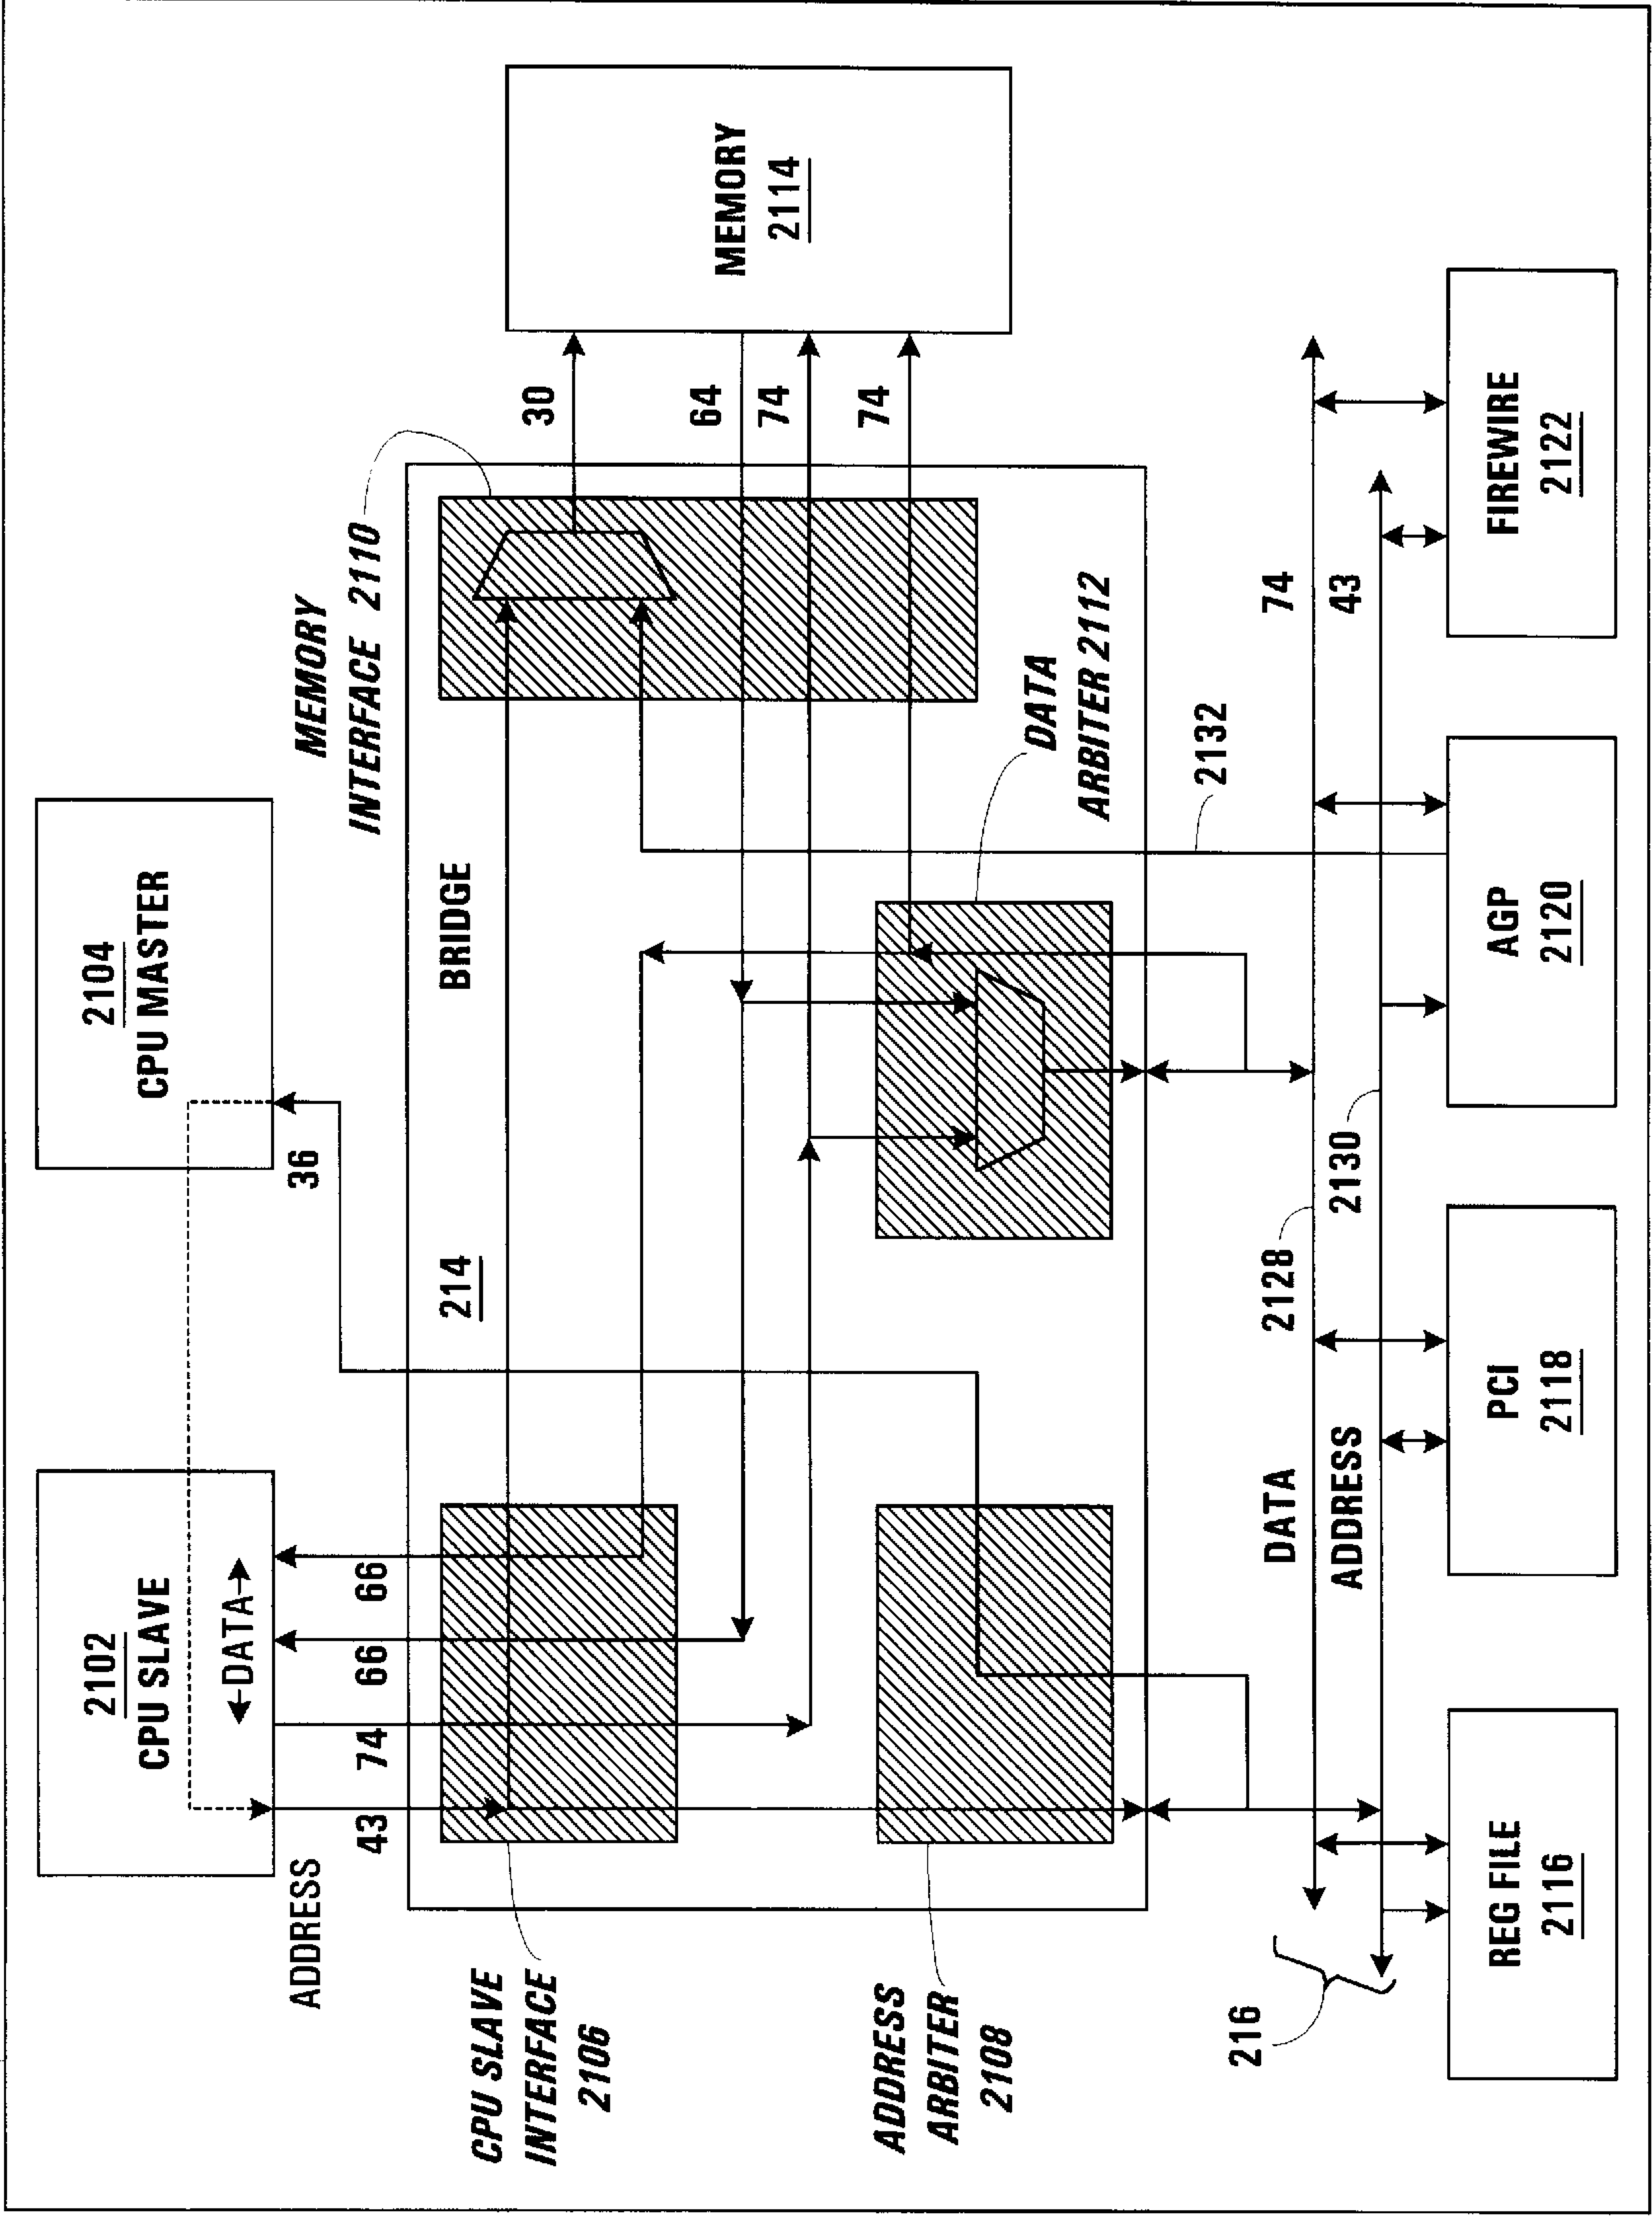 2102
CPU SLAVE
DATA
2104
CPU MASTER
ADDRESS
43
74
66
66
36
MEMORY
INTERFACE 2110
214
BRIDGE
CPU SLAVE
INTERFACE
2106
30
64
74
74
MEMORY
2114
ADDRESS
ARBITER
2108
DATA
ARBITER 2112
2132
216
DATA
2128
74
ADDRESS
2130
43
REG FILE
2116
PCI
2118
AGP
2120
FIREWIRE
2122